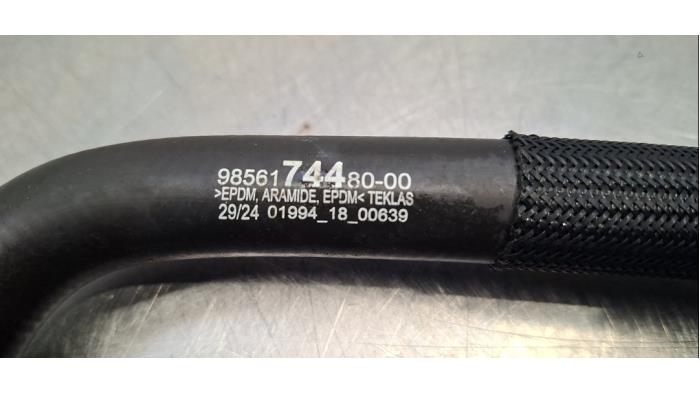 9856174480-00
>EPDM, ARAMIDE, EPDM< TEKLAS
29/24 01994_18_00639